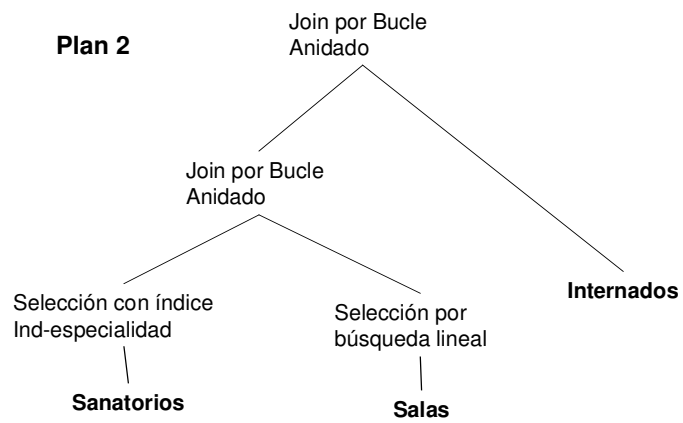 Plan 2
Join por Bucle
Anidado
Join por Bucle
Anidado
Selección con índice
Ind-especialidad
Selección por
búsqueda lineal
Internados
Sanatorios
Salas